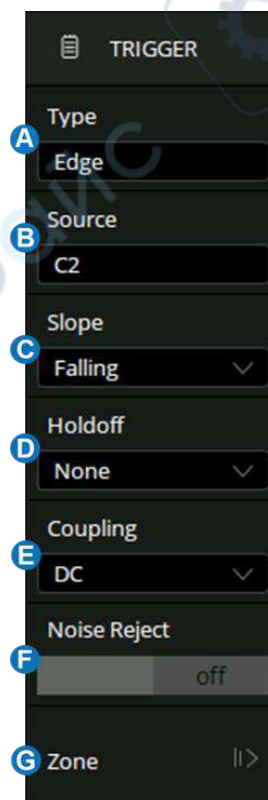 TRIGGER
Type
A
Edge
Source
B
C2
Slope
C
Falling
Holdoff
D
None
Coupling
E
DC
Noise Reject
F
off
G Zone